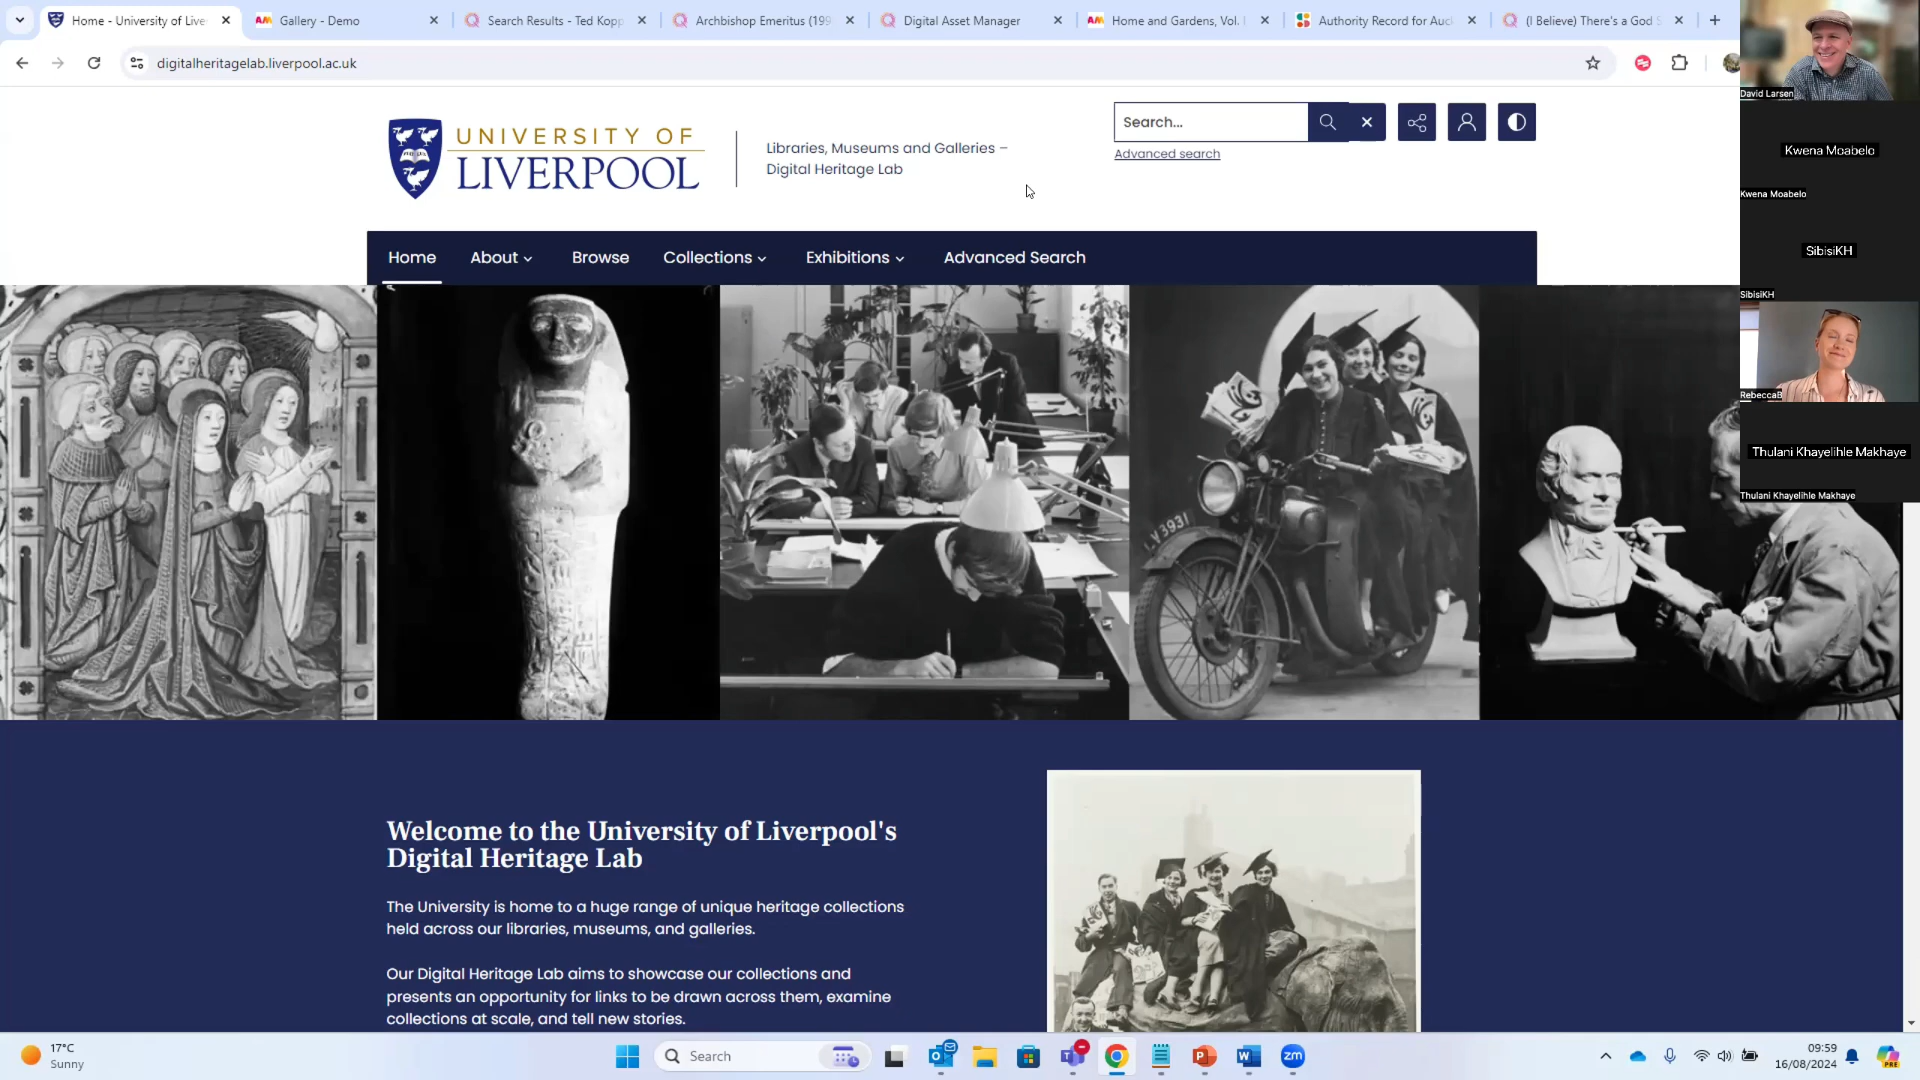 Home - University of Live
Gallery - Demo
Search Results - Ted Kopp
Archbishop Emeritus (199
Digital Asset Manager
Home and Gardens, Vol. 
Authority Record for Auc
(I Believe) There's a God S
digitalheritagelab.liverpool.ac.uk
UNIVERSITY OF
LIVERPOOL
Libraries, Museums and Galleries –
Digital Heritage Lab
Search...
Advanced search
Home
About
Browse
Collections
Exhibitions
Advanced Search
LV3931
Welcome to the University of Liverpool's
Digital Heritage Lab
The University is home to a huge range of unique heritage collections
held across our libraries, museums, and galleries.
Our Digital Heritage Lab aims to showcase our collections and
presents an opportunity for links to be drawn across them, examine
collections at scale, and tell new stories.
David Larsen
Kwena Moabelo
Kwena Moabelo
SibisiKH
SibisiKH
RebeccaB
Thulani Khayelihle Makhaye
Thulani Khayelihle Makhaye
17°C
Sunny
Search
zm
PRE
09:59
16/08/2024